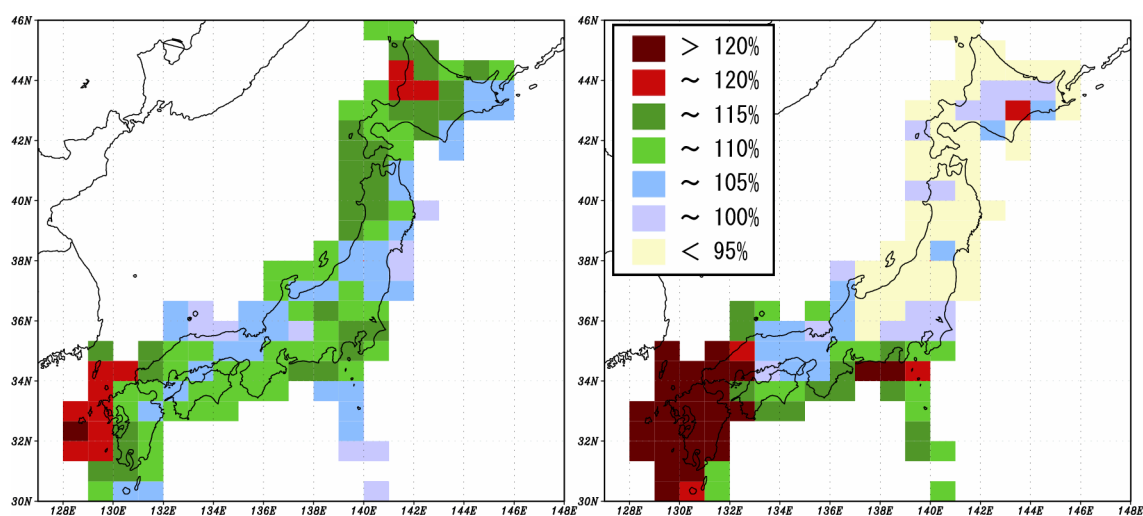 46N
44N
42N
40N
38N
36N
34N
32N
30N
128E 130E 132E 134E 136E 138E 140E 142E 144E 146E 148E
46N
44N
42N
40N
38N
36N
34N
32N
30N
128E 130E 132E 134E 136E 138E 140E 142E 144E 146E 148E
> 120%
~ 120%
~ 115%
~ 110%
~ 105%
~ 100%
< 95%